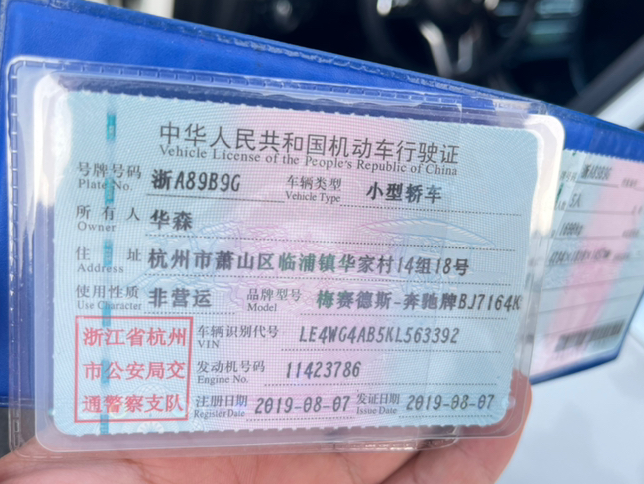 中华人民共和国机动车行驶证
Vehicle License of the People's Republic of China
号牌号码 浙A89B9G 车辆类型 小型轿车
Plate No. Vehicle Type
所有人 华森
Owner
住址 杭州市萧山区临浦镇华家村14组18号
Address
使用性质 非营运 品牌型号 梅赛德斯-奔驰牌BJ7164K
Use Character Model
浙江省杭州
市公安局交
通警察支队
车辆识别代号 LE4WG4AB5KL563392
VIN
发动机号码 11423786
Engine No.
注册日期 2019-08-07 发证日期 2019-08-07
Register Date Issue Date